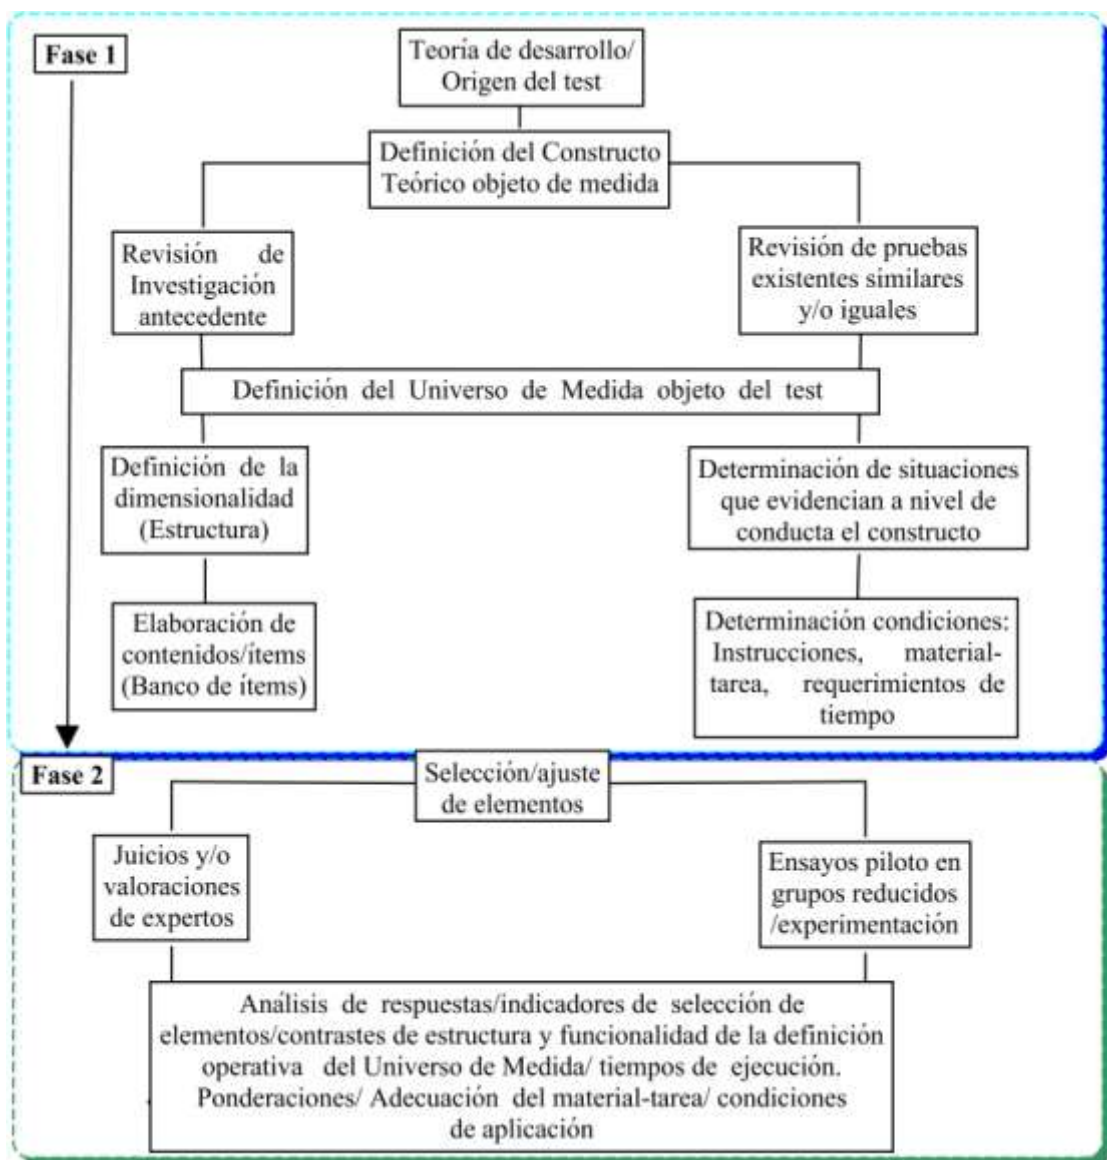 Fase 1
Teoría de desarrollo/
Origen del test
Definición del Constructo
Teórico objeto de medida
Revisión de
Investigación
antecedente
Revisión de pruebas
existentes similares
y/o iguales
Definición del Universo de Medida objeto del test
Definición de la
dimensionalidad
(Estructura)
Determinación de situaciones
que evidencian a nivel de
conducta el constructo
Elaboración de
contenidos/ítems
(Banco de ítems)
Determinación condiciones:
Instrucciones, material-
tarea, requerimientos de
tiempo
Fase 2
Selección/ajuste
de elementos
Juicios y/o
valoraciones
de expertos
Ensayos piloto en
grupos reducidos
/experimentación
Análisis de respuestas/indicadores de selección de
elementos/contrastes de estructura y funcionalidad de la definición
operativa del Universo de Medida/ tiempos de ejecución.
Ponderaciones/ Adecuación del material-tarea/ condiciones
de aplicación